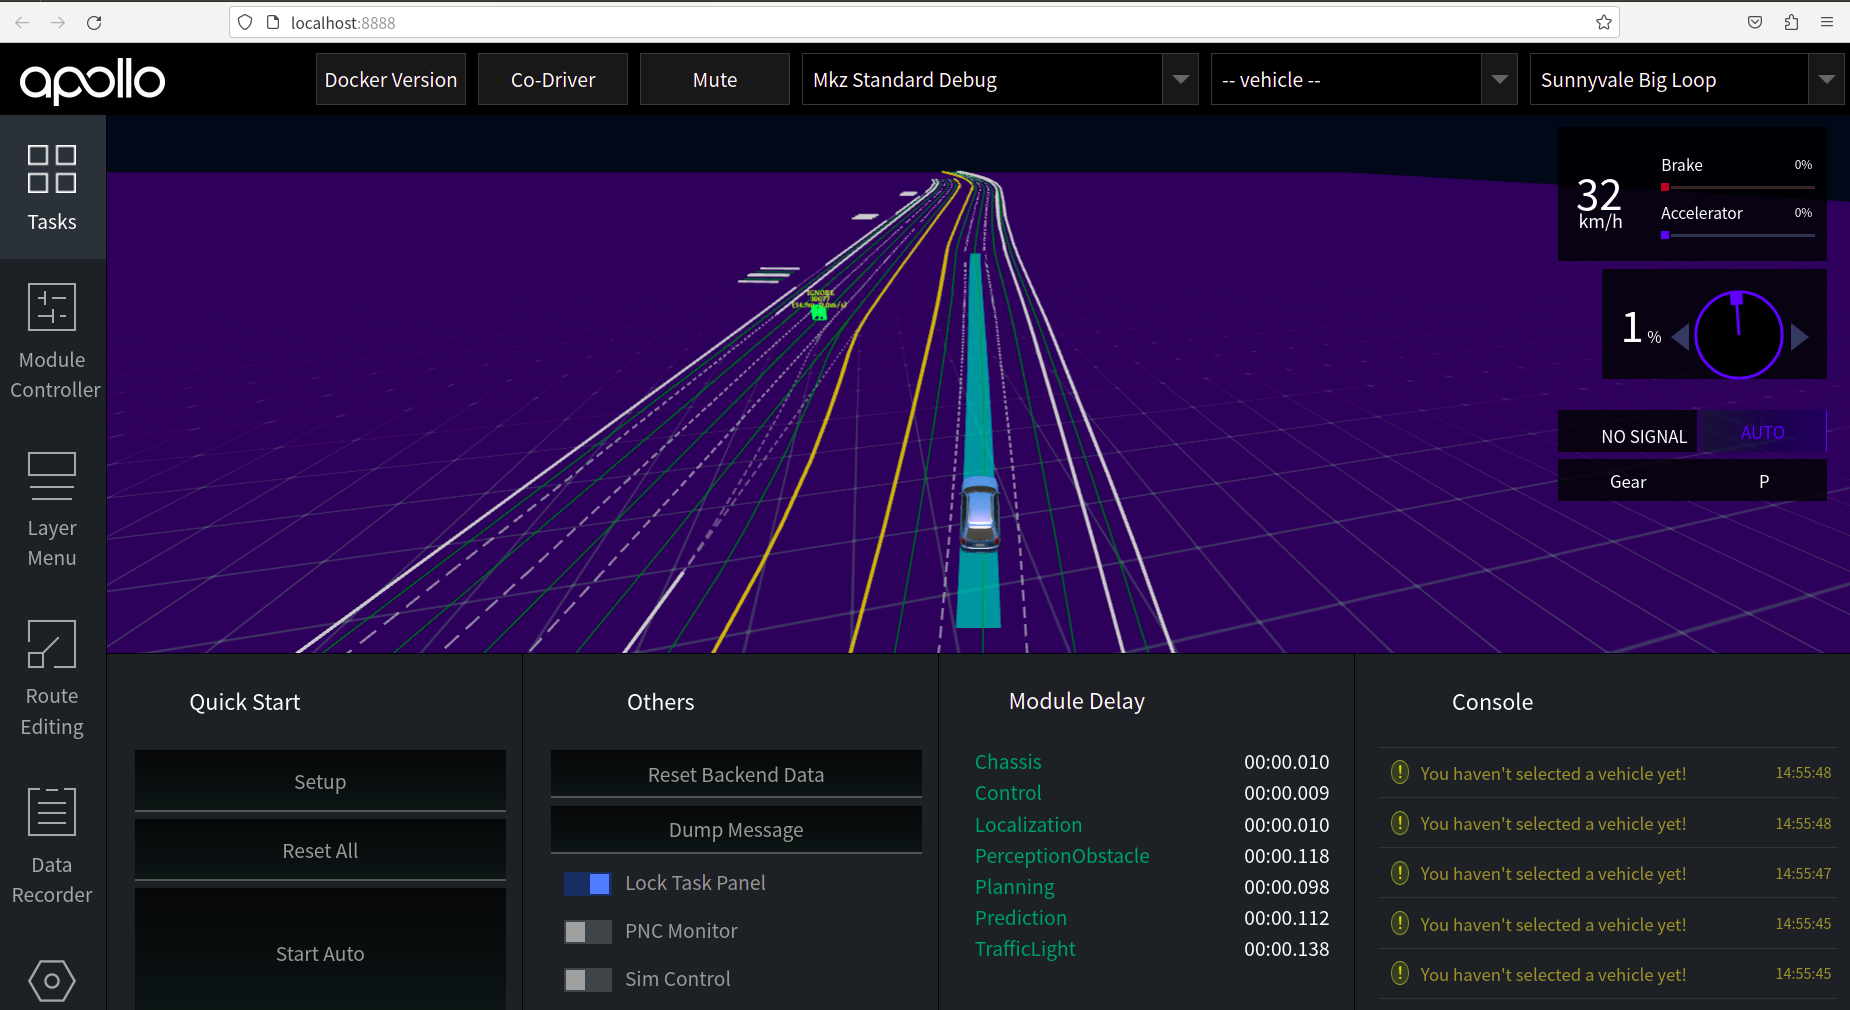 localhost:8888
apollo
Docker Version
Co-Driver
Mute
Mkz Standard Debug
-- vehicle --
Sunnyvale Big Loop
Tasks
Module
Controller
Layer
Menu
Route
Editing
Data
Recorder
IGNORE
32
km/h
Brake 0%
Accelerator 0%
1 %
NO SIGNAL
AUTO
Gear P
Quick Start
Setup
Reset All
Start Auto
Others
Reset Backend Data
Dump Message
Lock Task Panel
PNC Monitor
Sim Control
Module Delay
Chassis 00:00.010
Control 00:00.009
Localization 00:00.010
PerceptionObstacle 00:00.118
Planning 00:00.098
Prediction 00:00.112
TrafficLight 00:00.138
Console
You haven't selected a vehicle yet! 14:55:48
You haven't selected a vehicle yet! 14:55:48
You haven't selected a vehicle yet! 14:55:47
You haven't selected a vehicle yet! 14:55:45
You haven't selected a vehicle yet! 14:55:45